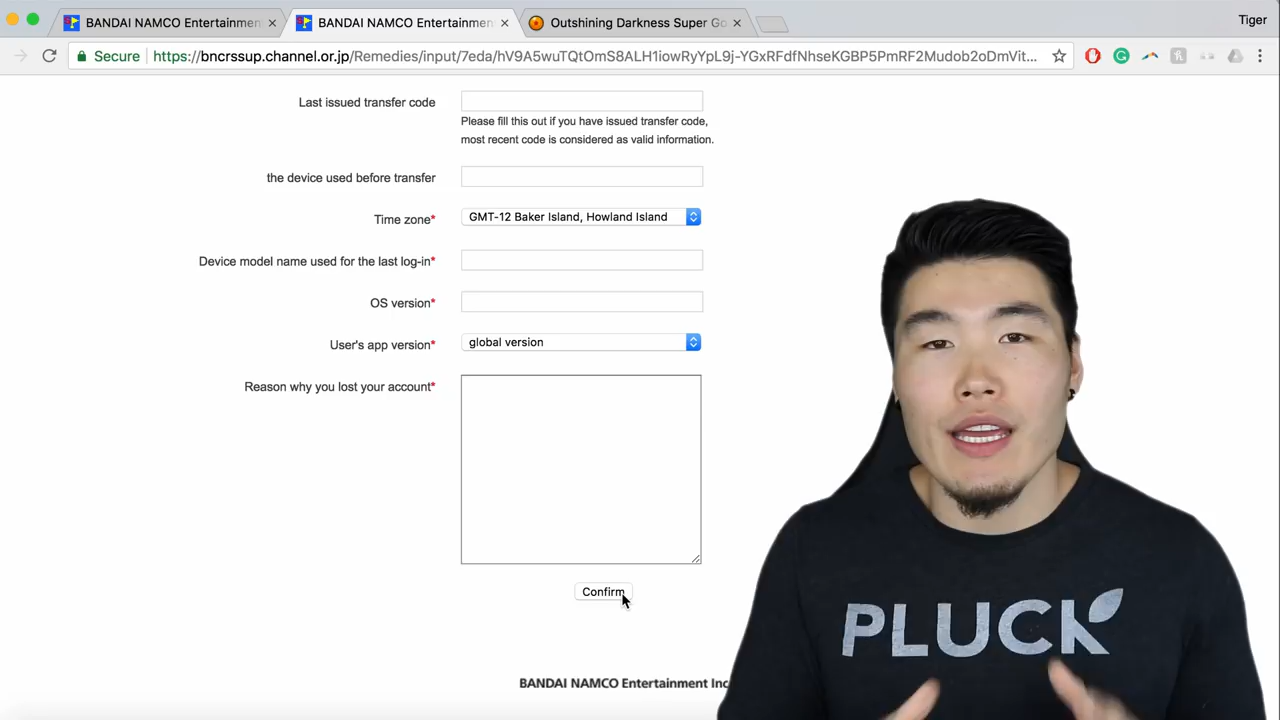 BANDAI NAMCO Entertainmen
BANDAI NAMCO Entertainmen
Outshining Darkness Super Go
Tiger
Secure
https://bncrssup.channel.or.jp/Remedies/input/7eda/hV9A5wuTQtOmS8ALH1iowRyYpL9j-YGxRFdfNhseKGBP5PmRF2Mudob2oDmVit...
Last issued transfer code
Please fill this out if you have issued transfer code,
most recent code is considered as valid information.
the device used before transfer
Time zone*
GMT-12 Baker Island, Howland Island
Device model name used for the last log-in*
OS version*
User's app version*
global version
Reason why you lost your account*
Confirm
BANDAI NAMCO Entertainment Inc
PLUCK